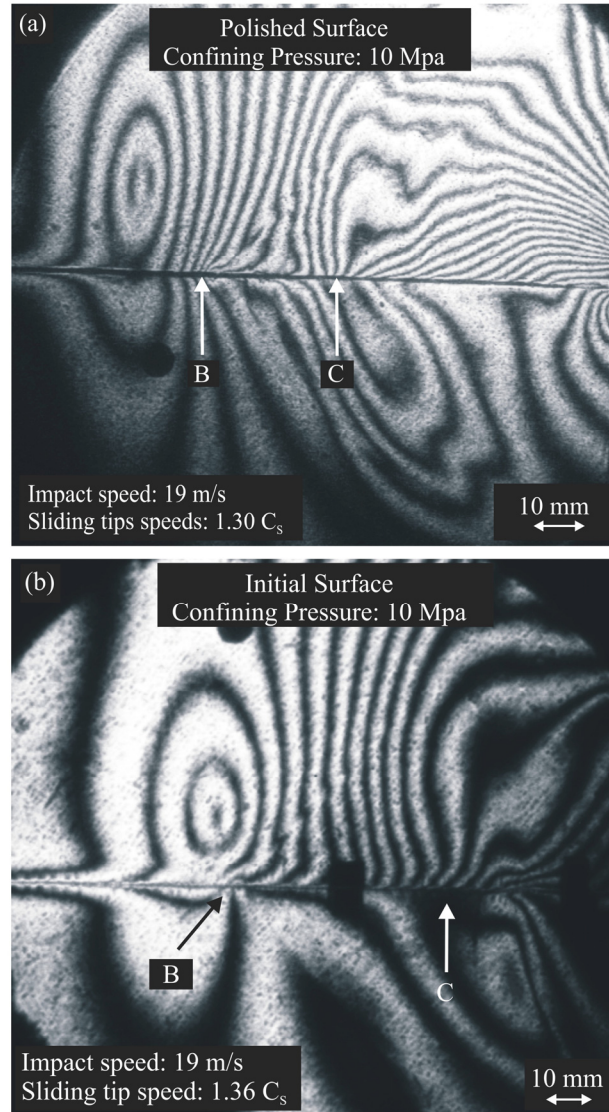 (a)
Polished Surface
Confining Pressure: 10 Mpa
B
C
Impact speed: 19 m/s
Sliding tips speeds: 1.30 Cₛ
10 mm
(b)
Initial Surface
Confining Pressure: 10 Mpa
B
C
Impact speed: 19 m/s
Sliding tip speed: 1.36 Cₛ
10 mm